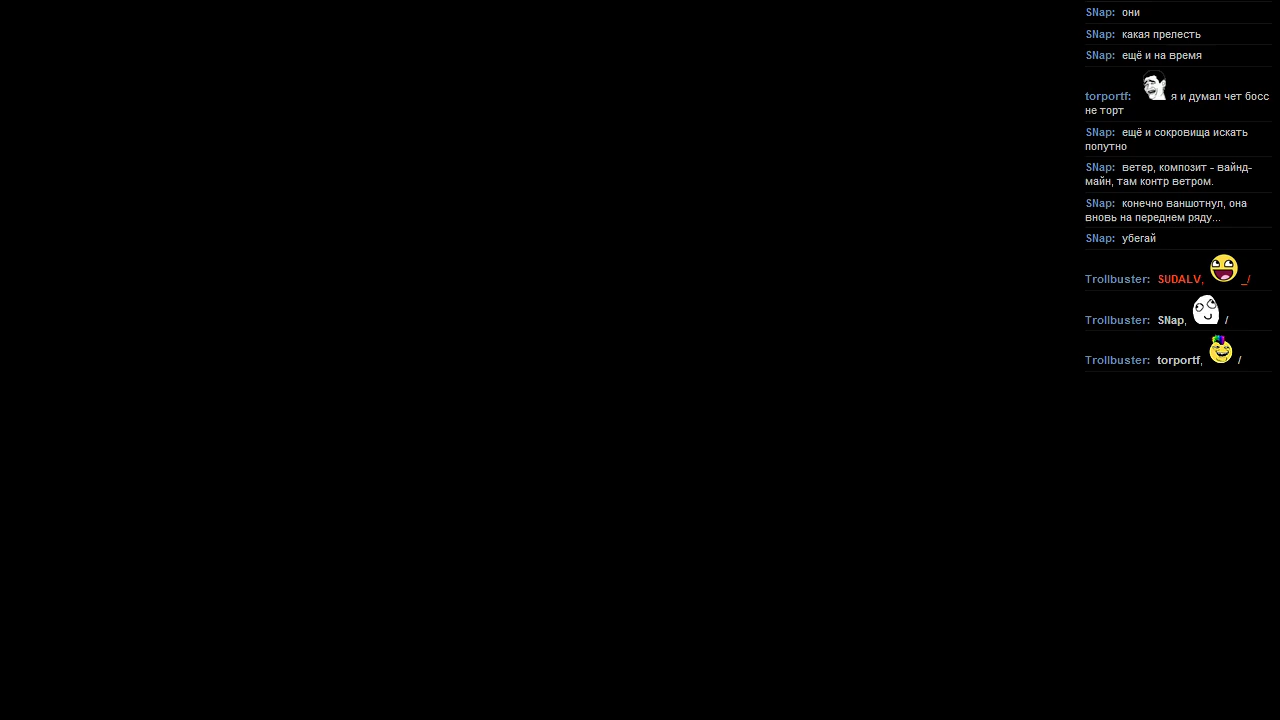 SNap: они
SNap: какая прелесть
SNap: ещё и на время
torportf: я и думал чет босс
не торт
SNap: ещё и сокровища искать
попутно
SNap: ветер, композит - вайнд-
майн, там контр ветром.
SNap: конечно ваншотнул, она
вновь на переднем ряду...
SNap: убегай
Trollbuster: SUDALV, _/
Trollbuster: SNap, /
Trollbuster: torportf, /